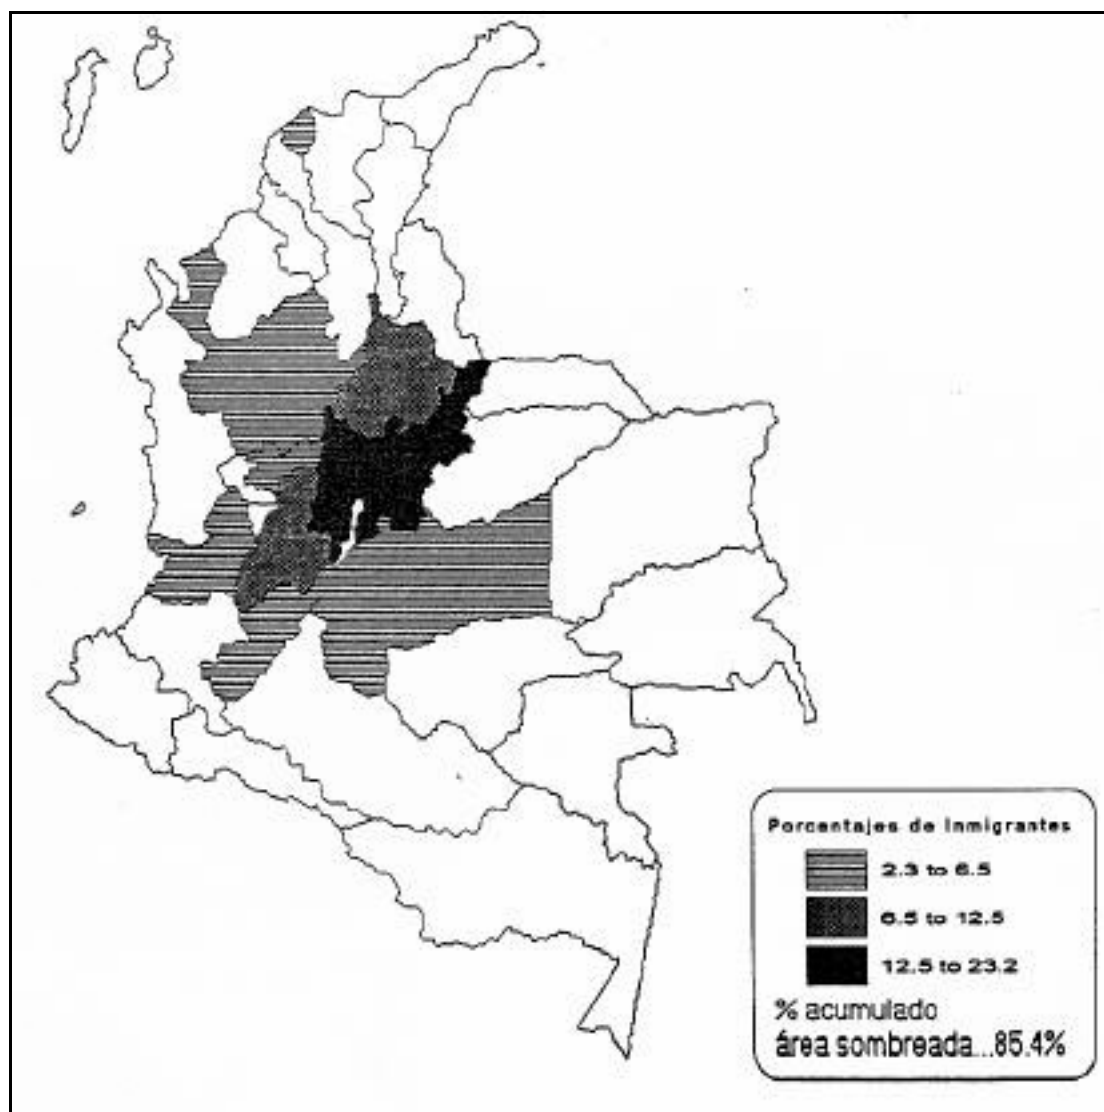 Porcentajes de Inmigrantes
2.3 to 6.5
6.5 to 12.5
12.5 to 23.2
% acumulado
área sombreada...85.4%